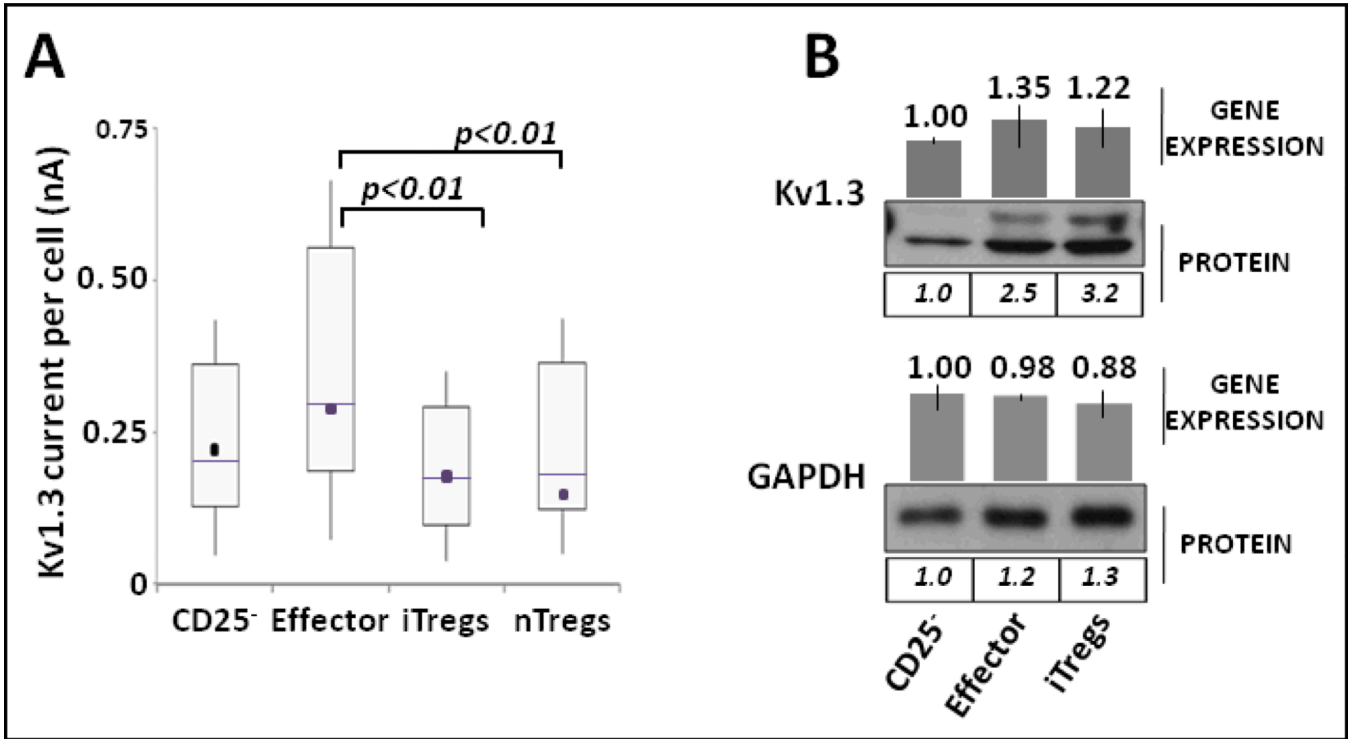 A
Kv1.3 current per cell (nA)
0.75
0.50
0.25
0
p<0.01
p<0.01
CD25- Effector iTregs nTregs
B
1.00 1.35 1.22
GENE
EXPRESSION
Kv1.3
PROTEIN
1.0 2.5 3.2
1.00 0.98 0.88
GENE
EXPRESSION
GAPDH
PROTEIN
1.0 1.2 1.3
CD25-
Effector
iTregs